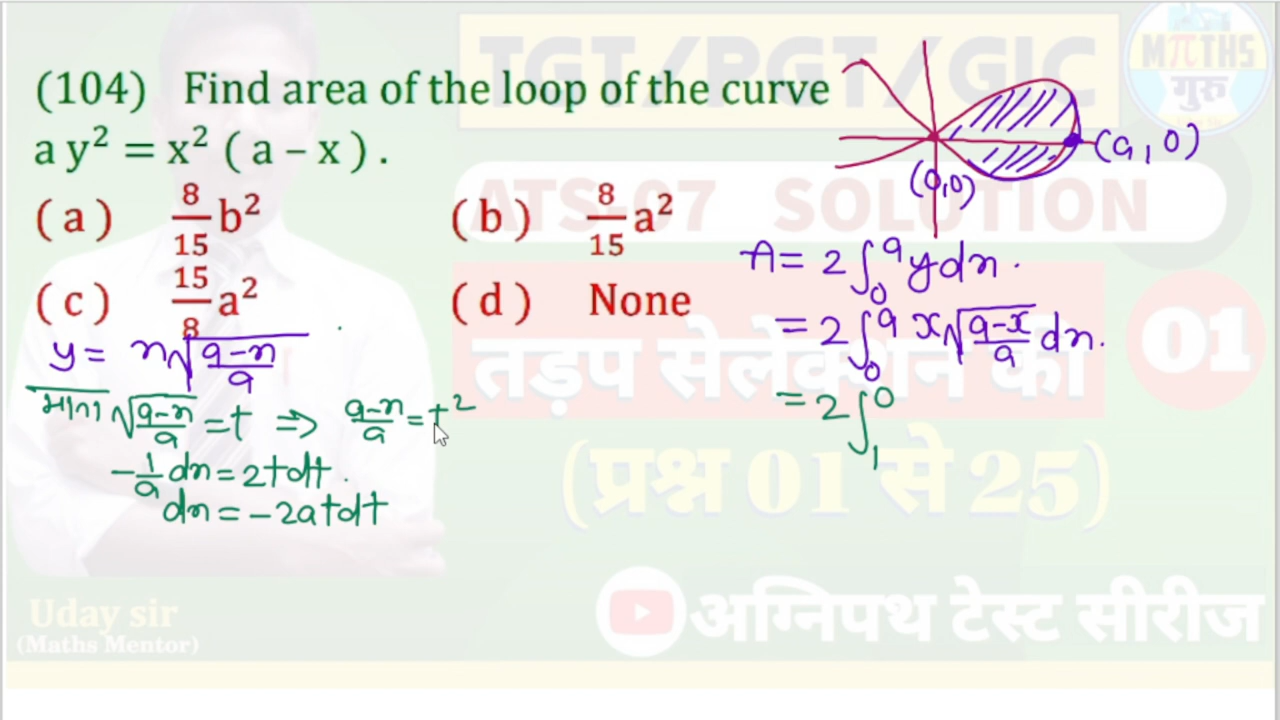 TGT/PGT/GIC
MπTHS
गुरु
(104) Find area of the loop of the curve
a y² = x² ( a – x ) .
ATS-07 SOLUTION
( a ) 8/15 b² ( b ) 8/15 a²
( c ) 15/8 a² ( d ) None
(0,0) (a,0)
A = 2∫₀ᵃ y dx .
= 2∫₀ᵃ x√((a-x)/a) dx .
= 2∫₁⁰
y = x√((a-x)/a)
माना √((a-x)/a) = t ⇒ (a-x)/a = t²
-1/a dx = 2t dt .
dx = -2at dt
तड़प सेलेक्शन की 01
(प्रश्न 01 से 25)
Uday sir
(Maths Mentor)
अग्निपथ टेस्ट सीरीज